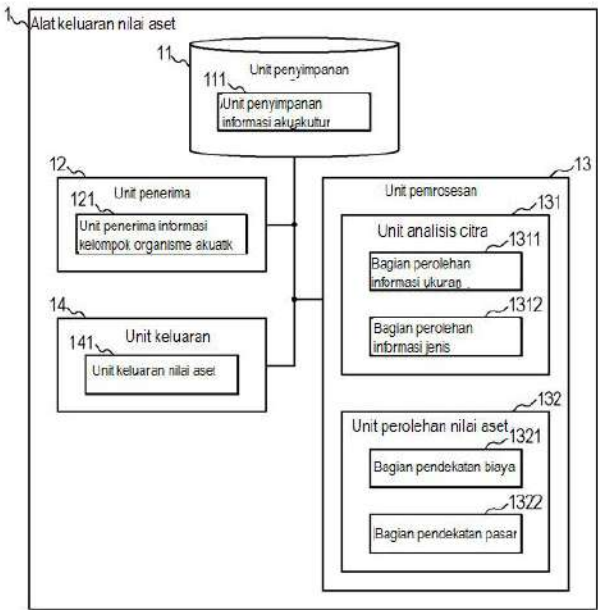 1
Alat keluaran nilai aset
11
Unit penyimpanan
111
Unit penyimpanan
informasi akuakultur
12
Unit penerima
121
Unit penerima informasi
kelompok organisme akuatik
14
Unit keluaran
141
Unit keluaran nilai aset
13
Unit pemrosesan
131
Unit analisis citra
1311
Bagian perolehan
informasi ukuran
1312
Bagian perolehan
informasi jenis
132
Unit perolehan nilai aset
1321
Bagian pendekatan biaya
1322
Bagian pendekatan pasar